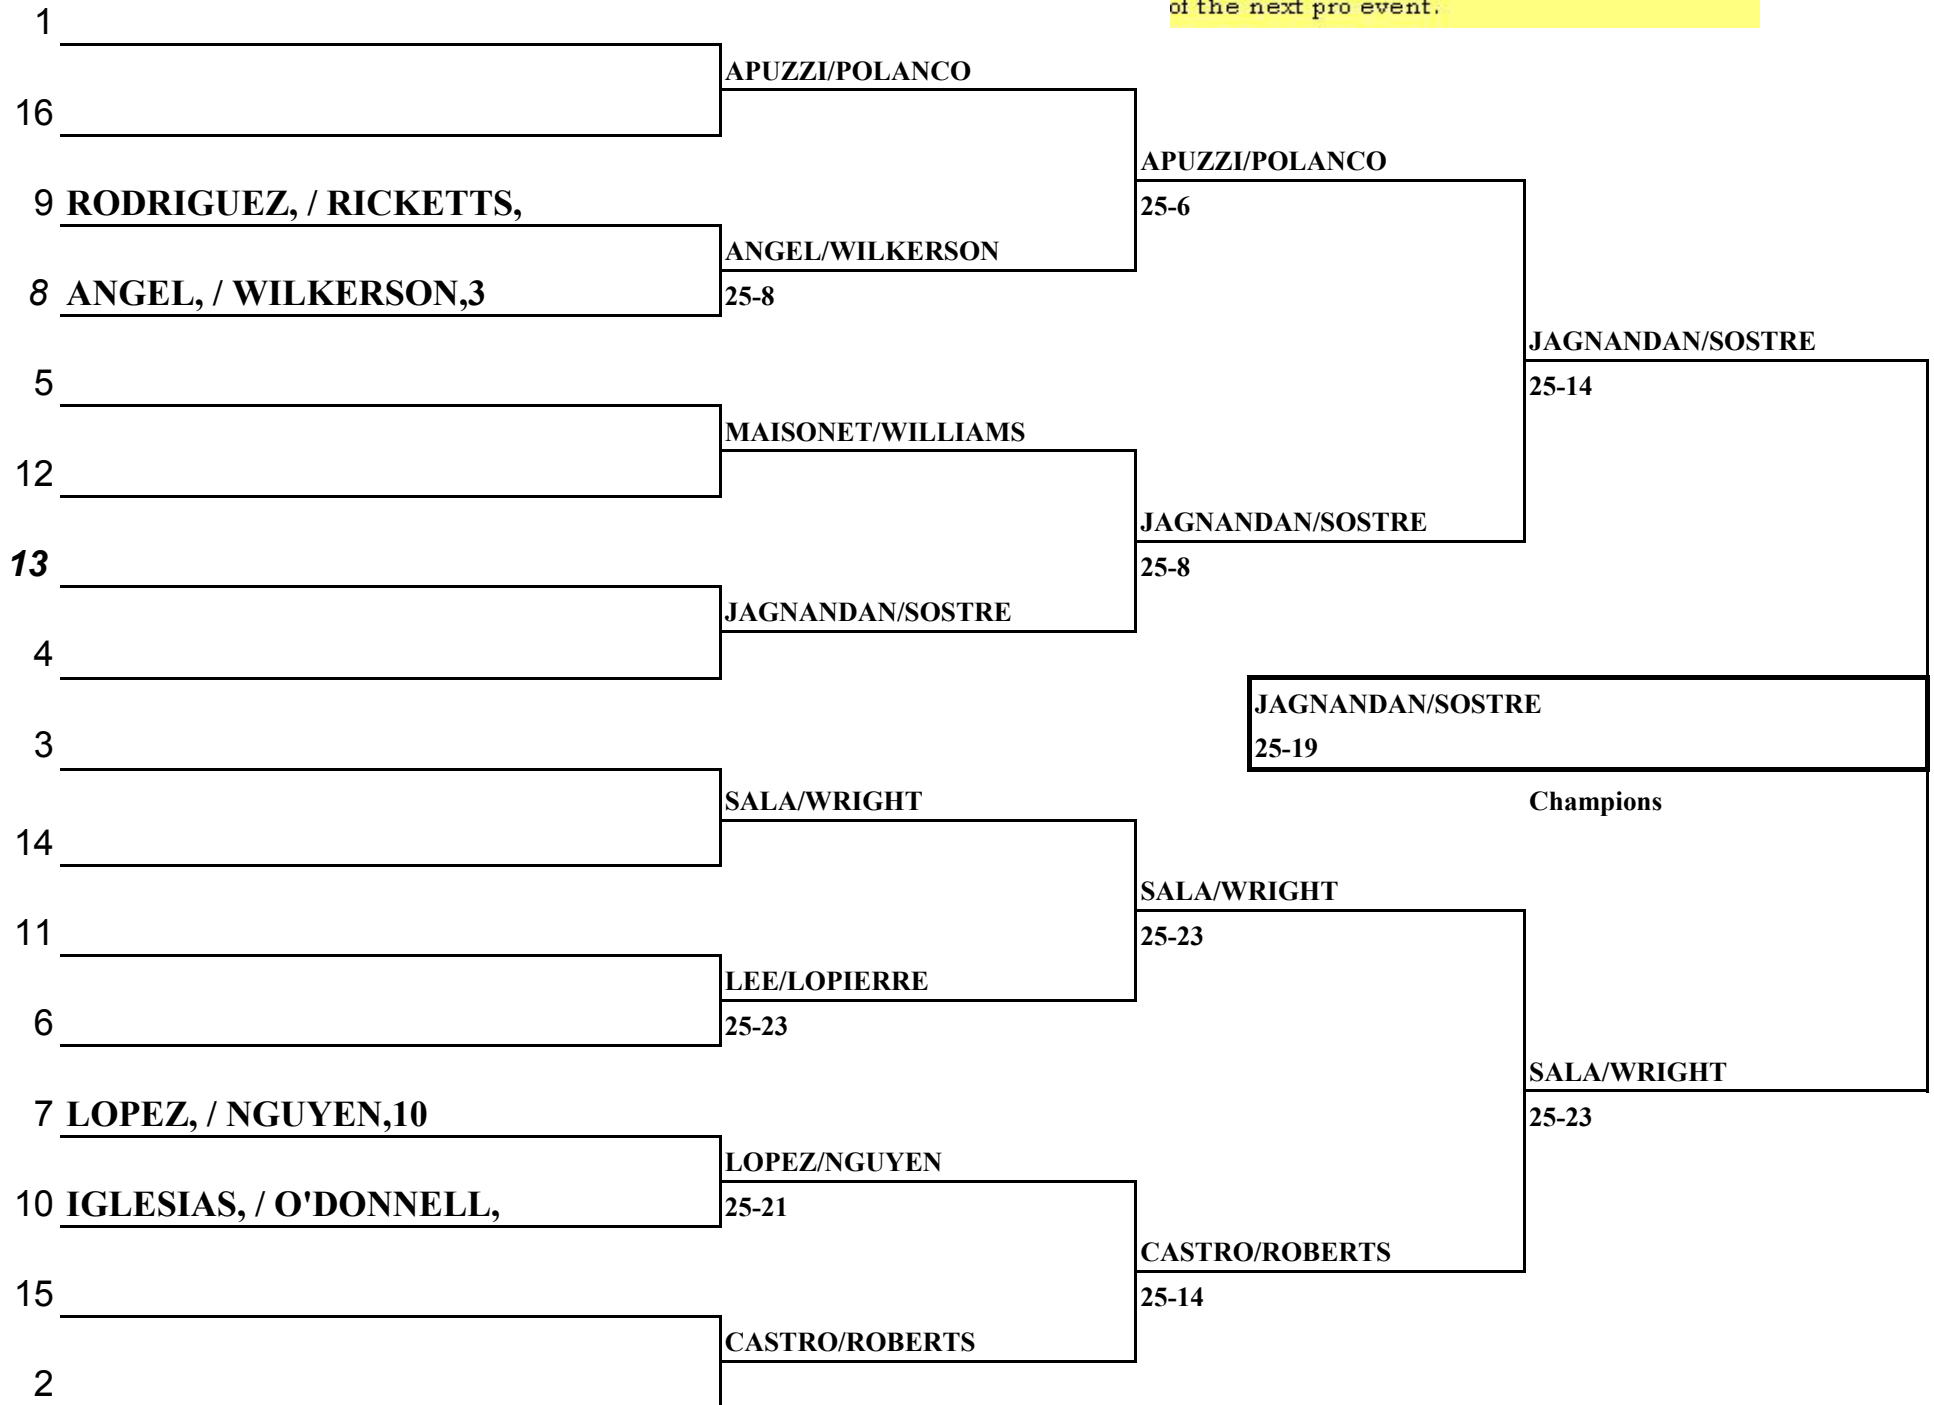 of the next pro event.
1
APUZZI/POLANCO
16
APUZZI/POLANCO
9 RODRIGUEZ, / RICKETTS,
25-6
ANGEL/WILKERSON
8 ANGEL, / WILKERSON,3
25-8
JAGNANDAN/SOSTRE
5
25-14
MAISONET/WILLIAMS
12
JAGNANDAN/SOSTRE
13
25-8
JAGNANDAN/SOSTRE
4
JAGNANDAN/SOSTRE
3
25-19
SALA/WRIGHT
Champions
14
SALA/WRIGHT
11
25-23
LEE/LOPIERRE
6
25-23
SALA/WRIGHT
7 LOPEZ, / NGUYEN,10
25-23
LOPEZ/NGUYEN
10 IGLESIAS, / O'DONNELL,
25-21
CASTRO/ROBERTS
15
25-14
CASTRO/ROBERTS
2